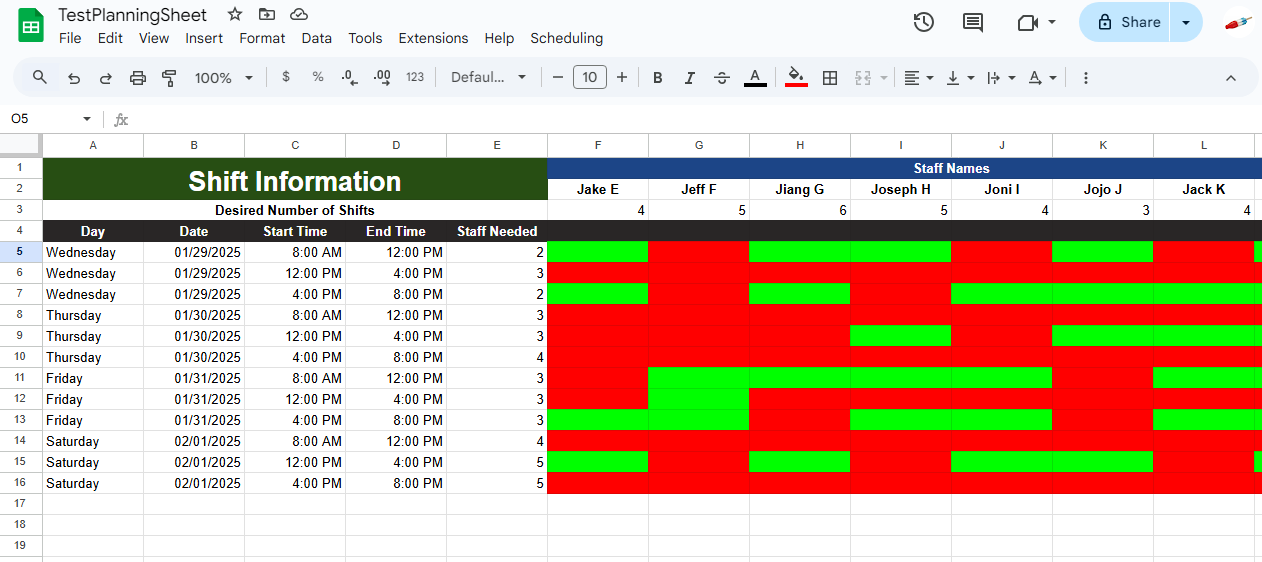 TestPlanningSheet
File Edit View Insert Format Data Tools Extensions Help Scheduling
Share
100% $ % .0 .00 123 Defaul... 10 B I A A
O5 fx
A B C D E F G H I J K L
1 Staff Names
2 Shift Information Jake E Jeff F Jiang G Joseph H Joni I Jojo J Jack K
3 Desired Number of Shifts 4 5 6 5 4 3 4
4 Day Date Start Time End Time Staff Needed
5 Wednesday 01/29/2025 8:00 AM 12:00 PM 2
6 Wednesday 01/29/2025 12:00 PM 4:00 PM 3
7 Wednesday 01/29/2025 4:00 PM 8:00 PM 2
8 Thursday 01/30/2025 8:00 AM 12:00 PM 3
9 Thursday 01/30/2025 12:00 PM 4:00 PM 3
10 Thursday 01/30/2025 4:00 PM 8:00 PM 4
11 Friday 01/31/2025 8:00 AM 12:00 PM 3
12 Friday 01/31/2025 12:00 PM 4:00 PM 3
13 Friday 01/31/2025 4:00 PM 8:00 PM 3
14 Saturday 02/01/2025 8:00 AM 12:00 PM 4
15 Saturday 02/01/2025 12:00 PM 4:00 PM 5
16 Saturday 02/01/2025 4:00 PM 8:00 PM 5
17
18
19